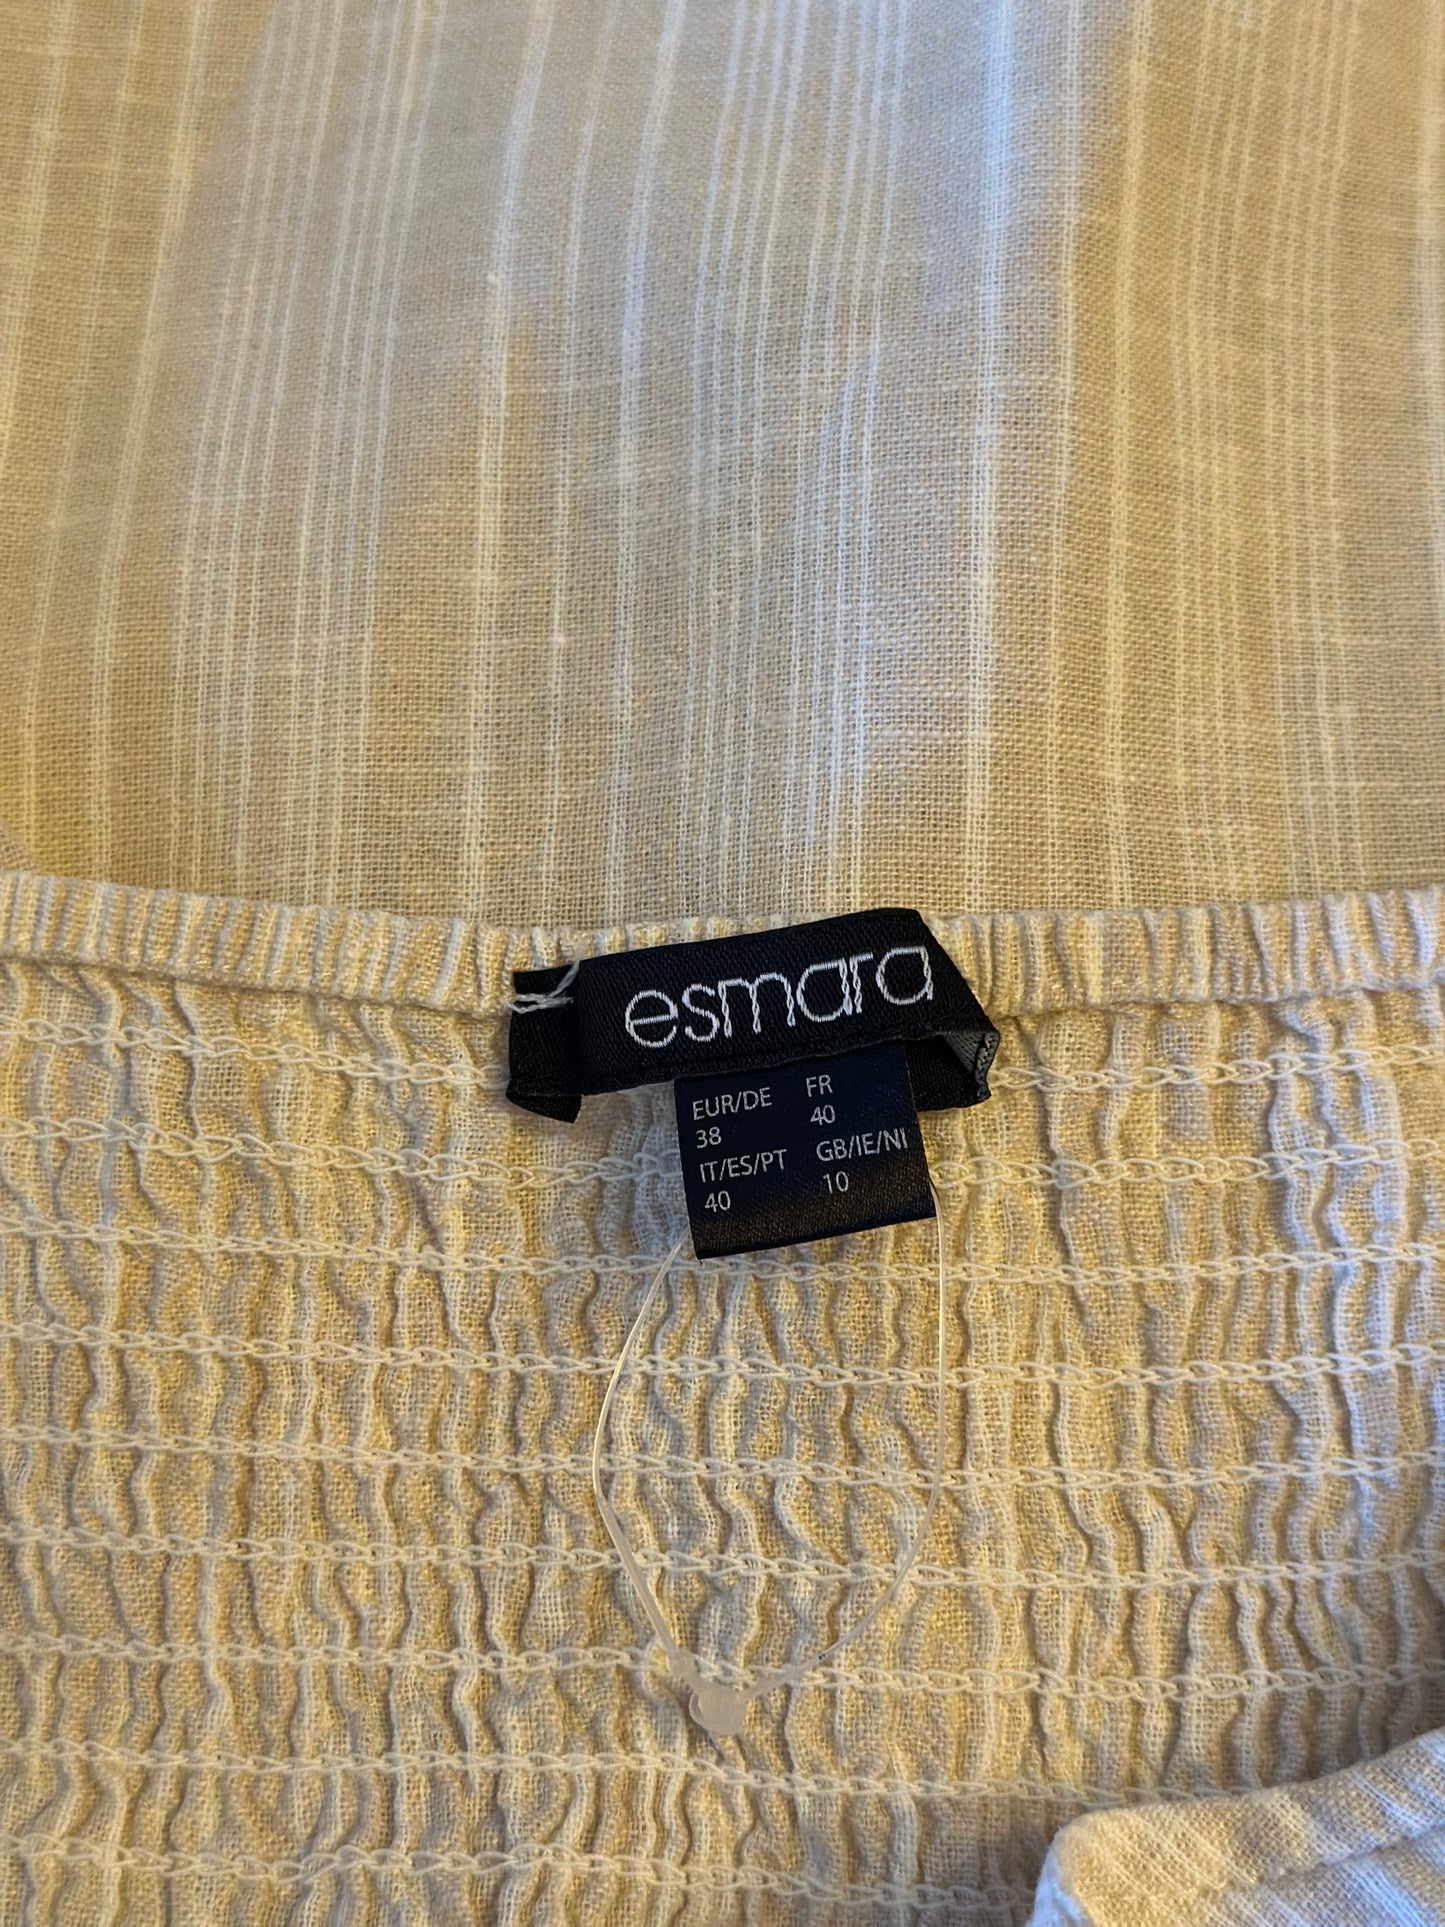 esmara
EUR/DE FR
38 40
IT/ES/PT GB/IE/NI
40 10